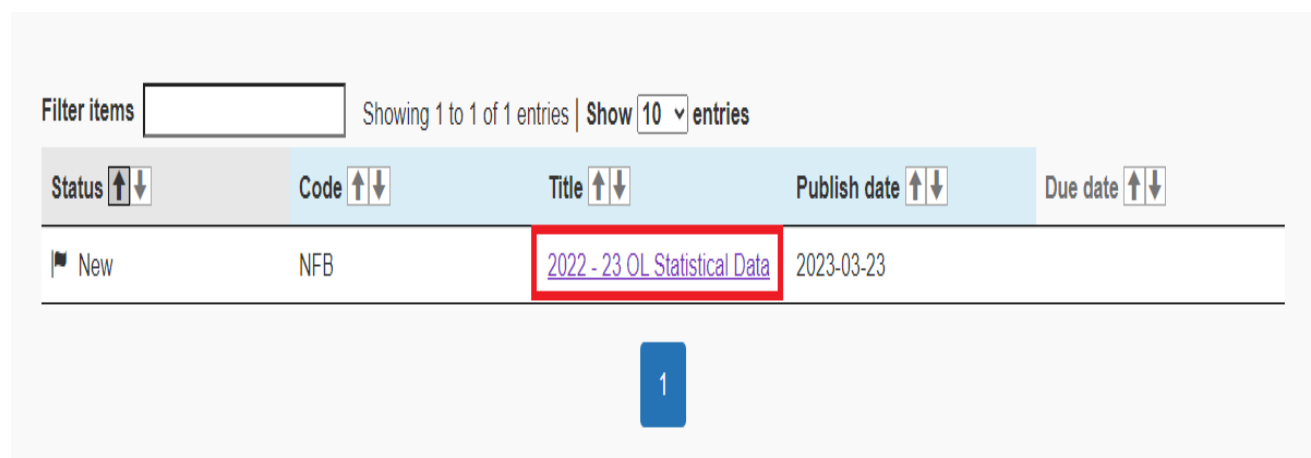 Filter items Showing 1 to 1 of 1 entries | Show 10 entries
Status Code Title Publish date Due date
New NFB 2022 - 23 OL Statistical Data 2023-03-23
1